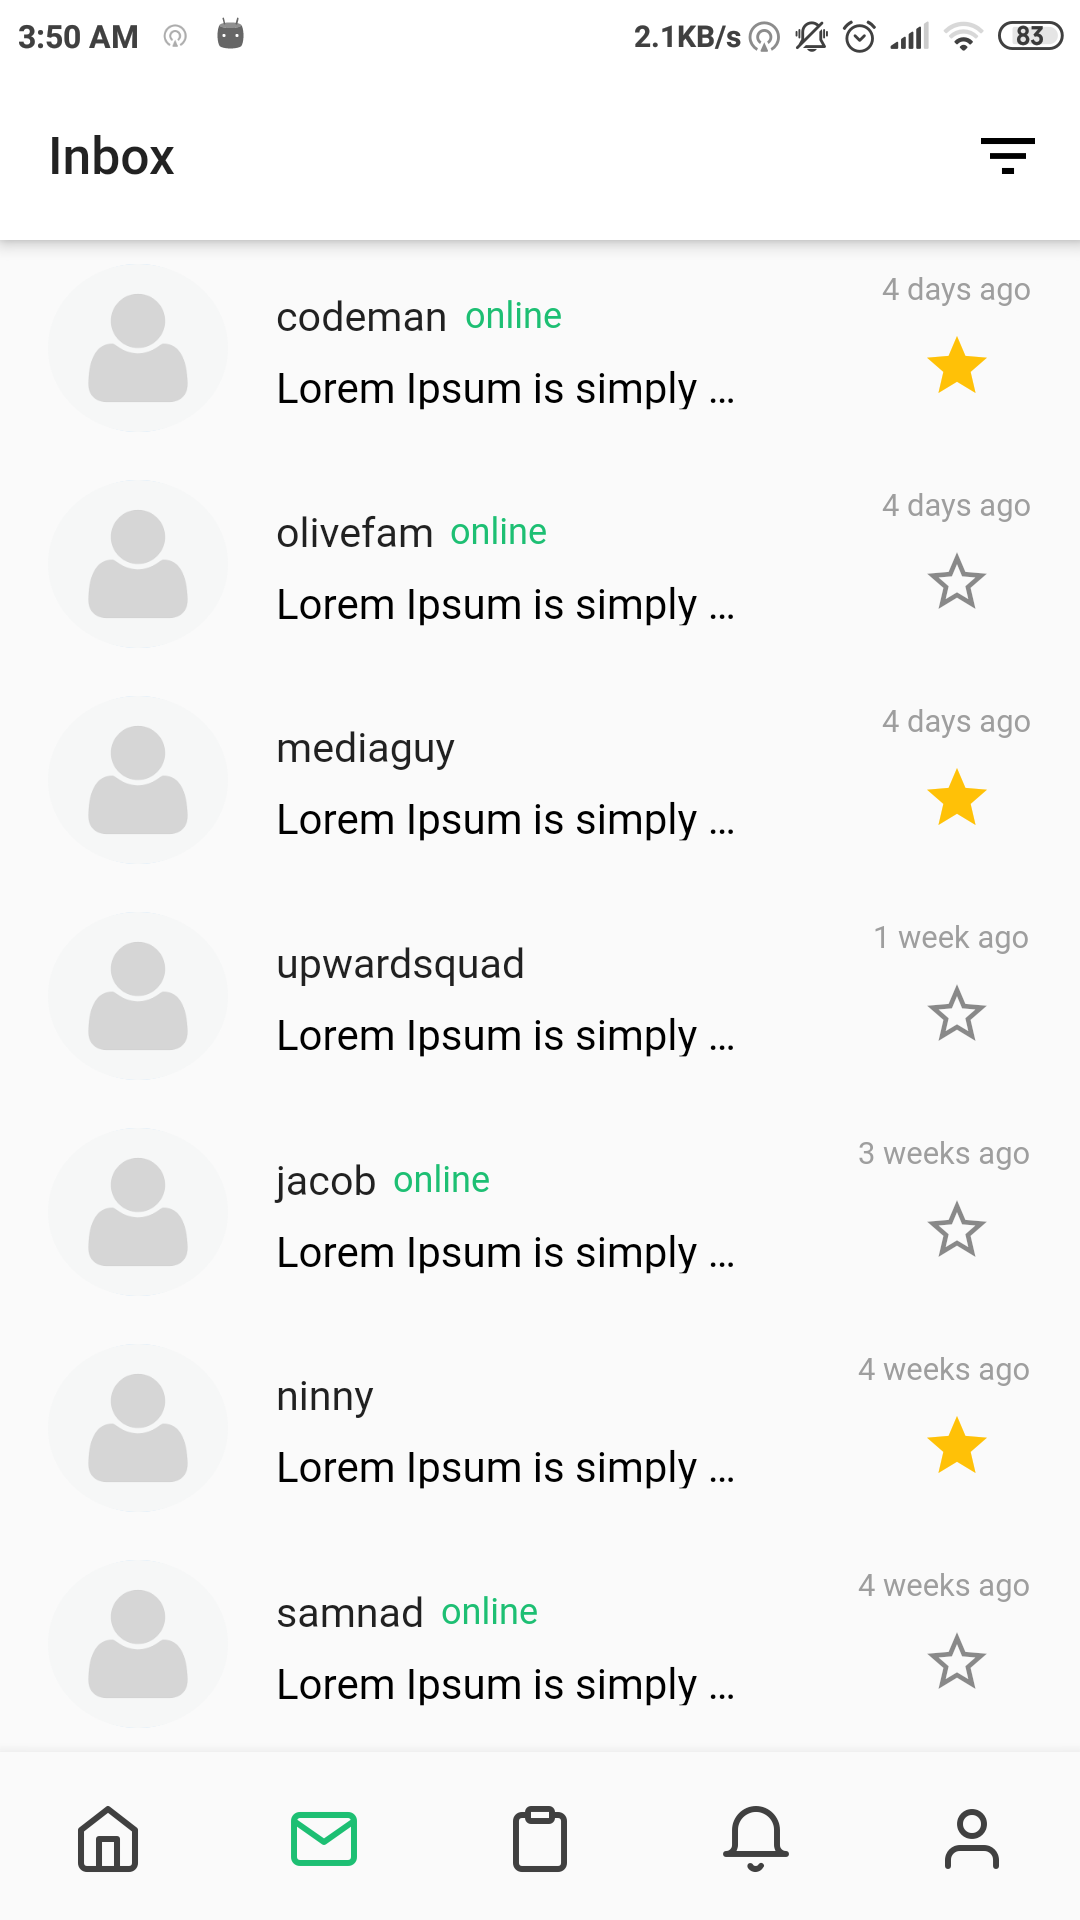 3:50 AM 2.1KB/s 83
Inbox
codeman online 4 days ago
Lorem Ipsum is simply ...
olivefam online 4 days ago
Lorem Ipsum is simply ...
mediaguy 4 days ago
Lorem Ipsum is simply ...
upwardsquad 1 week ago
Lorem Ipsum is simply ...
jacob online 3 weeks ago
Lorem Ipsum is simply ...
ninny 4 weeks ago
Lorem Ipsum is simply ...
samnad online 4 weeks ago
Lorem Ipsum is simply ...